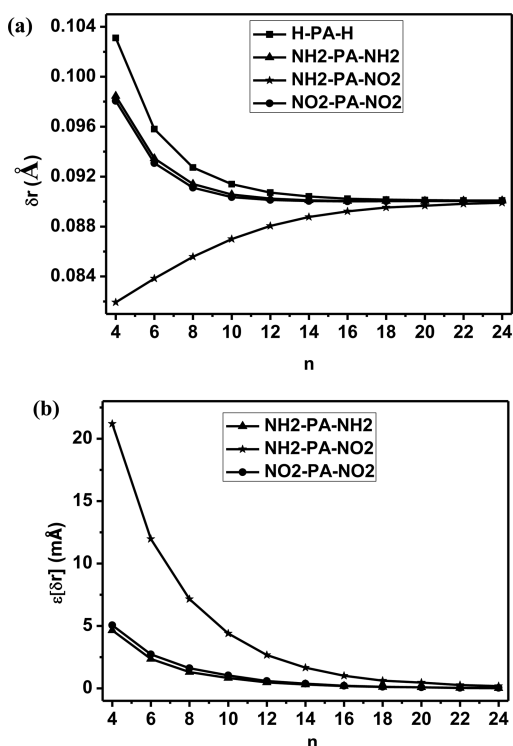 (a)
0.104
0.100
0.096
0.092
0.088
0.084
δr (Å)
H-PA-H
NH2-PA-NH2
NH2-PA-NO2
NO2-PA-NO2
4 6 8 10 12 14 16 18 20 22 24
n
(b)
20
15
10
5
0
ε[δr] (mÅ)
NH2-PA-NH2
NH2-PA-NO2
NO2-PA-NO2
4 6 8 10 12 14 16 18 20 22 24
n